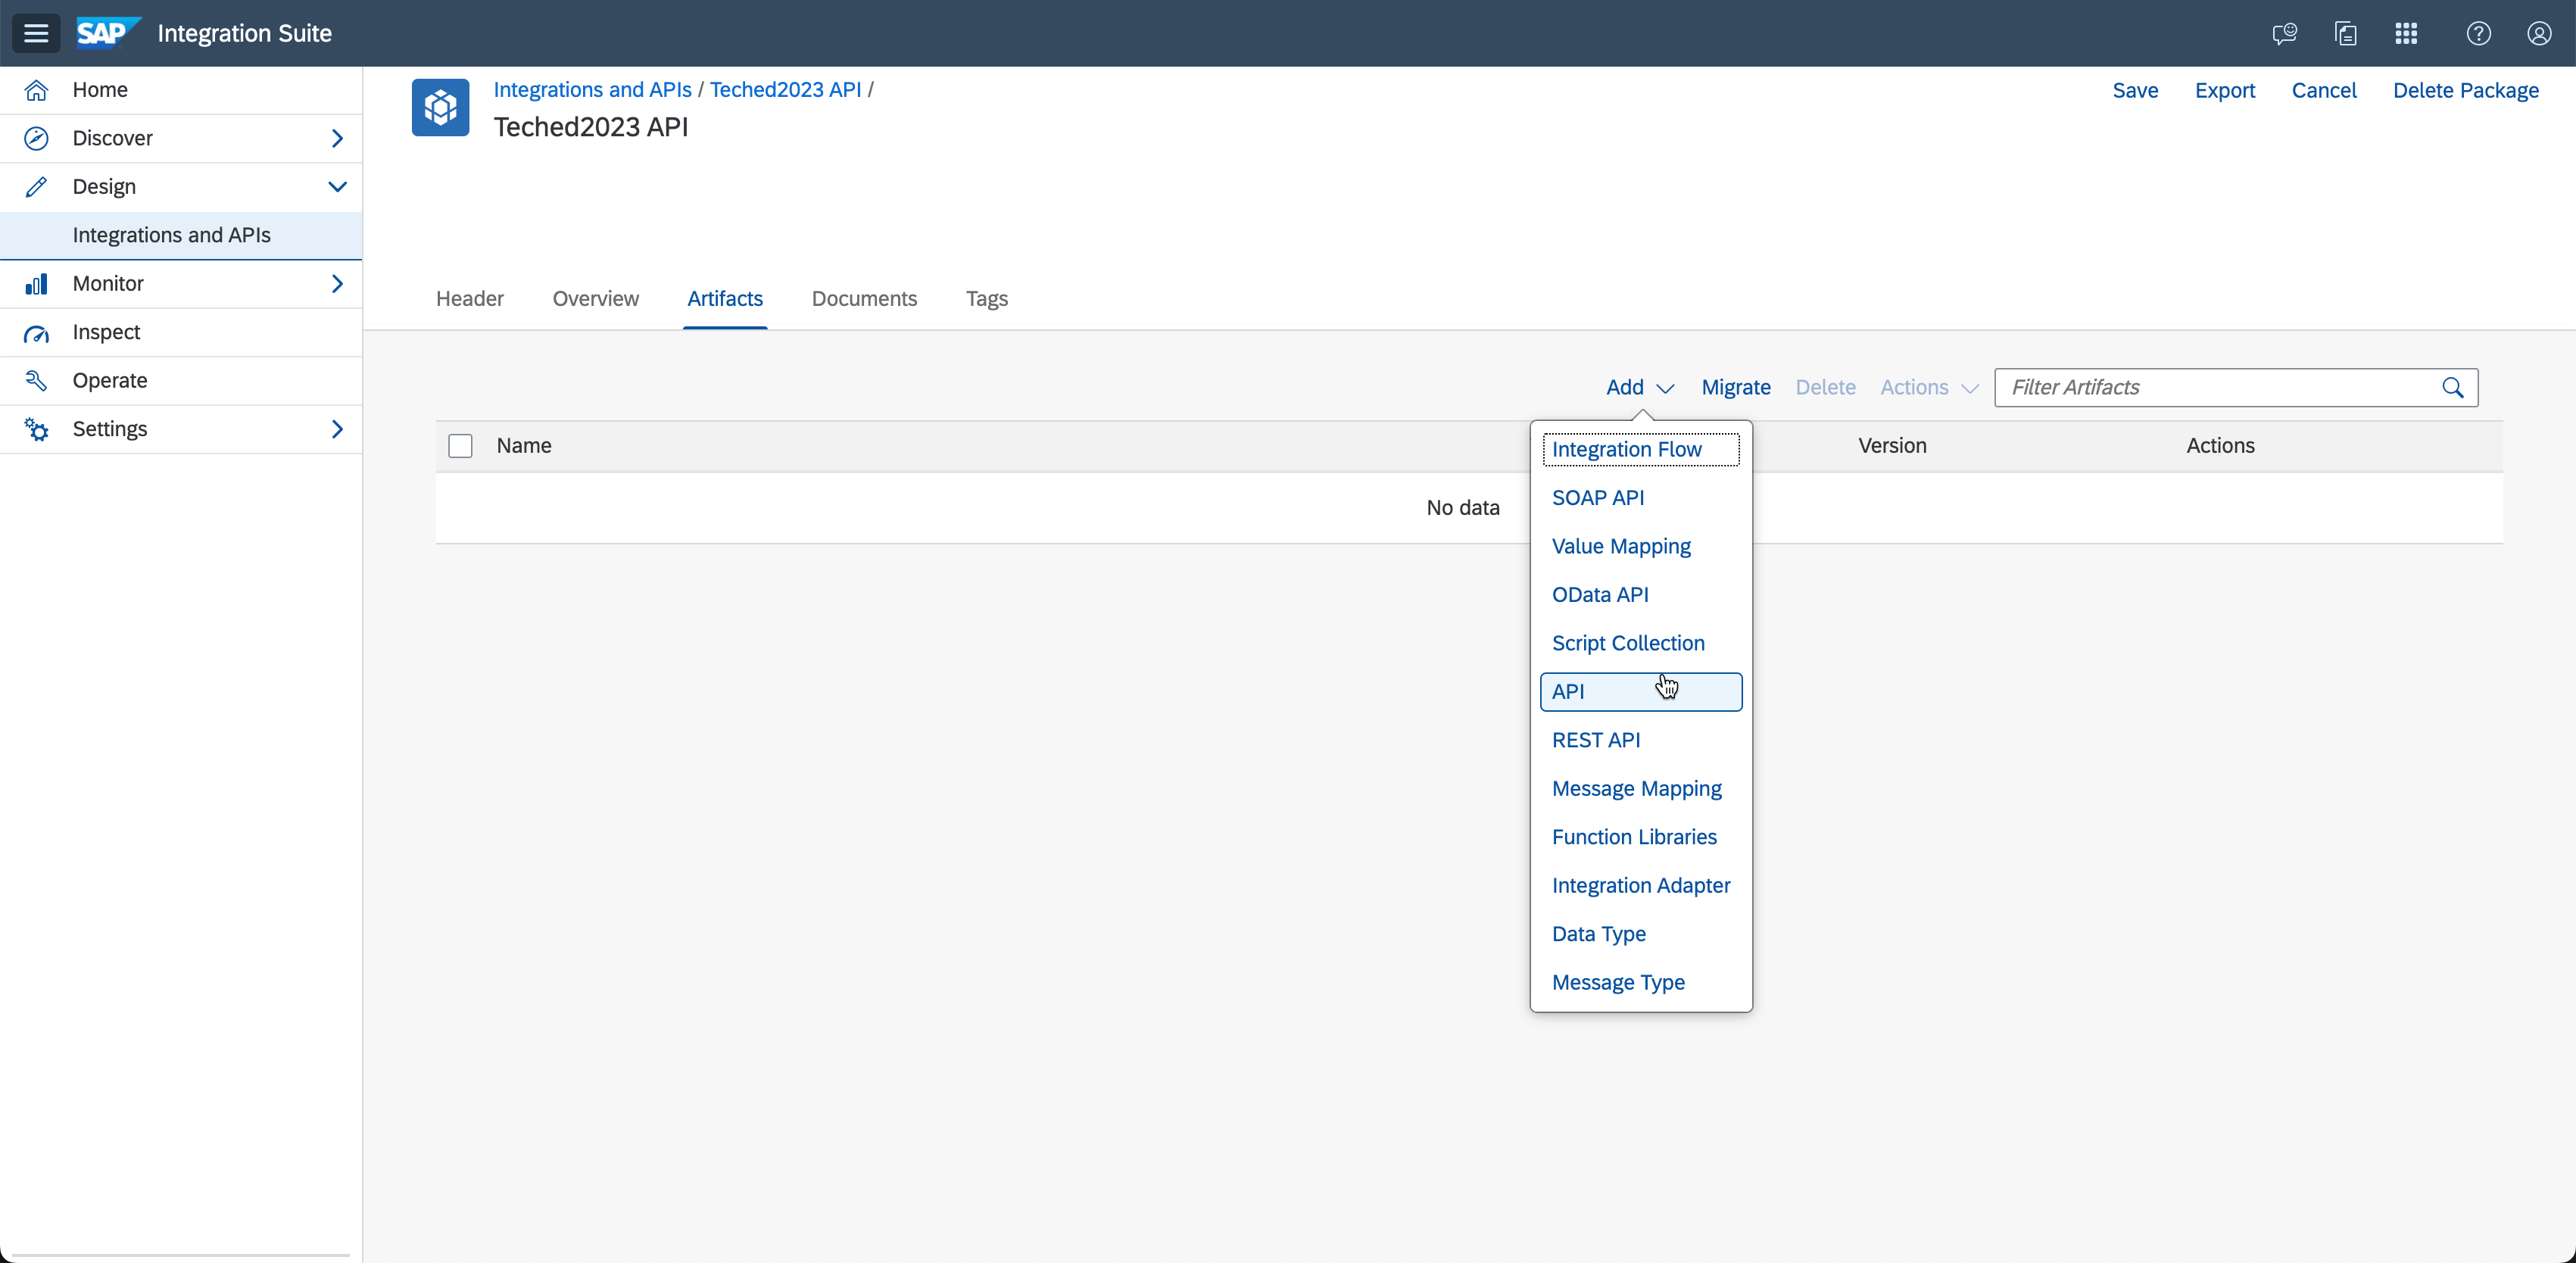 SAP Integration Suite
Home
Discover
Design
Integrations and APIs
Monitor
Inspect
Operate
Settings
Integrations and APIs / Teched2023 API /
Teched2023 API
Save Export Cancel Delete Package
Header Overview Artifacts Documents Tags
Add Migrate Delete Actions Filter Artifacts
Name Version Actions
No data
Integration Flow
SOAP API
Value Mapping
OData API
Script Collection
API
REST API
Message Mapping
Function Libraries
Integration Adapter
Data Type
Message Type